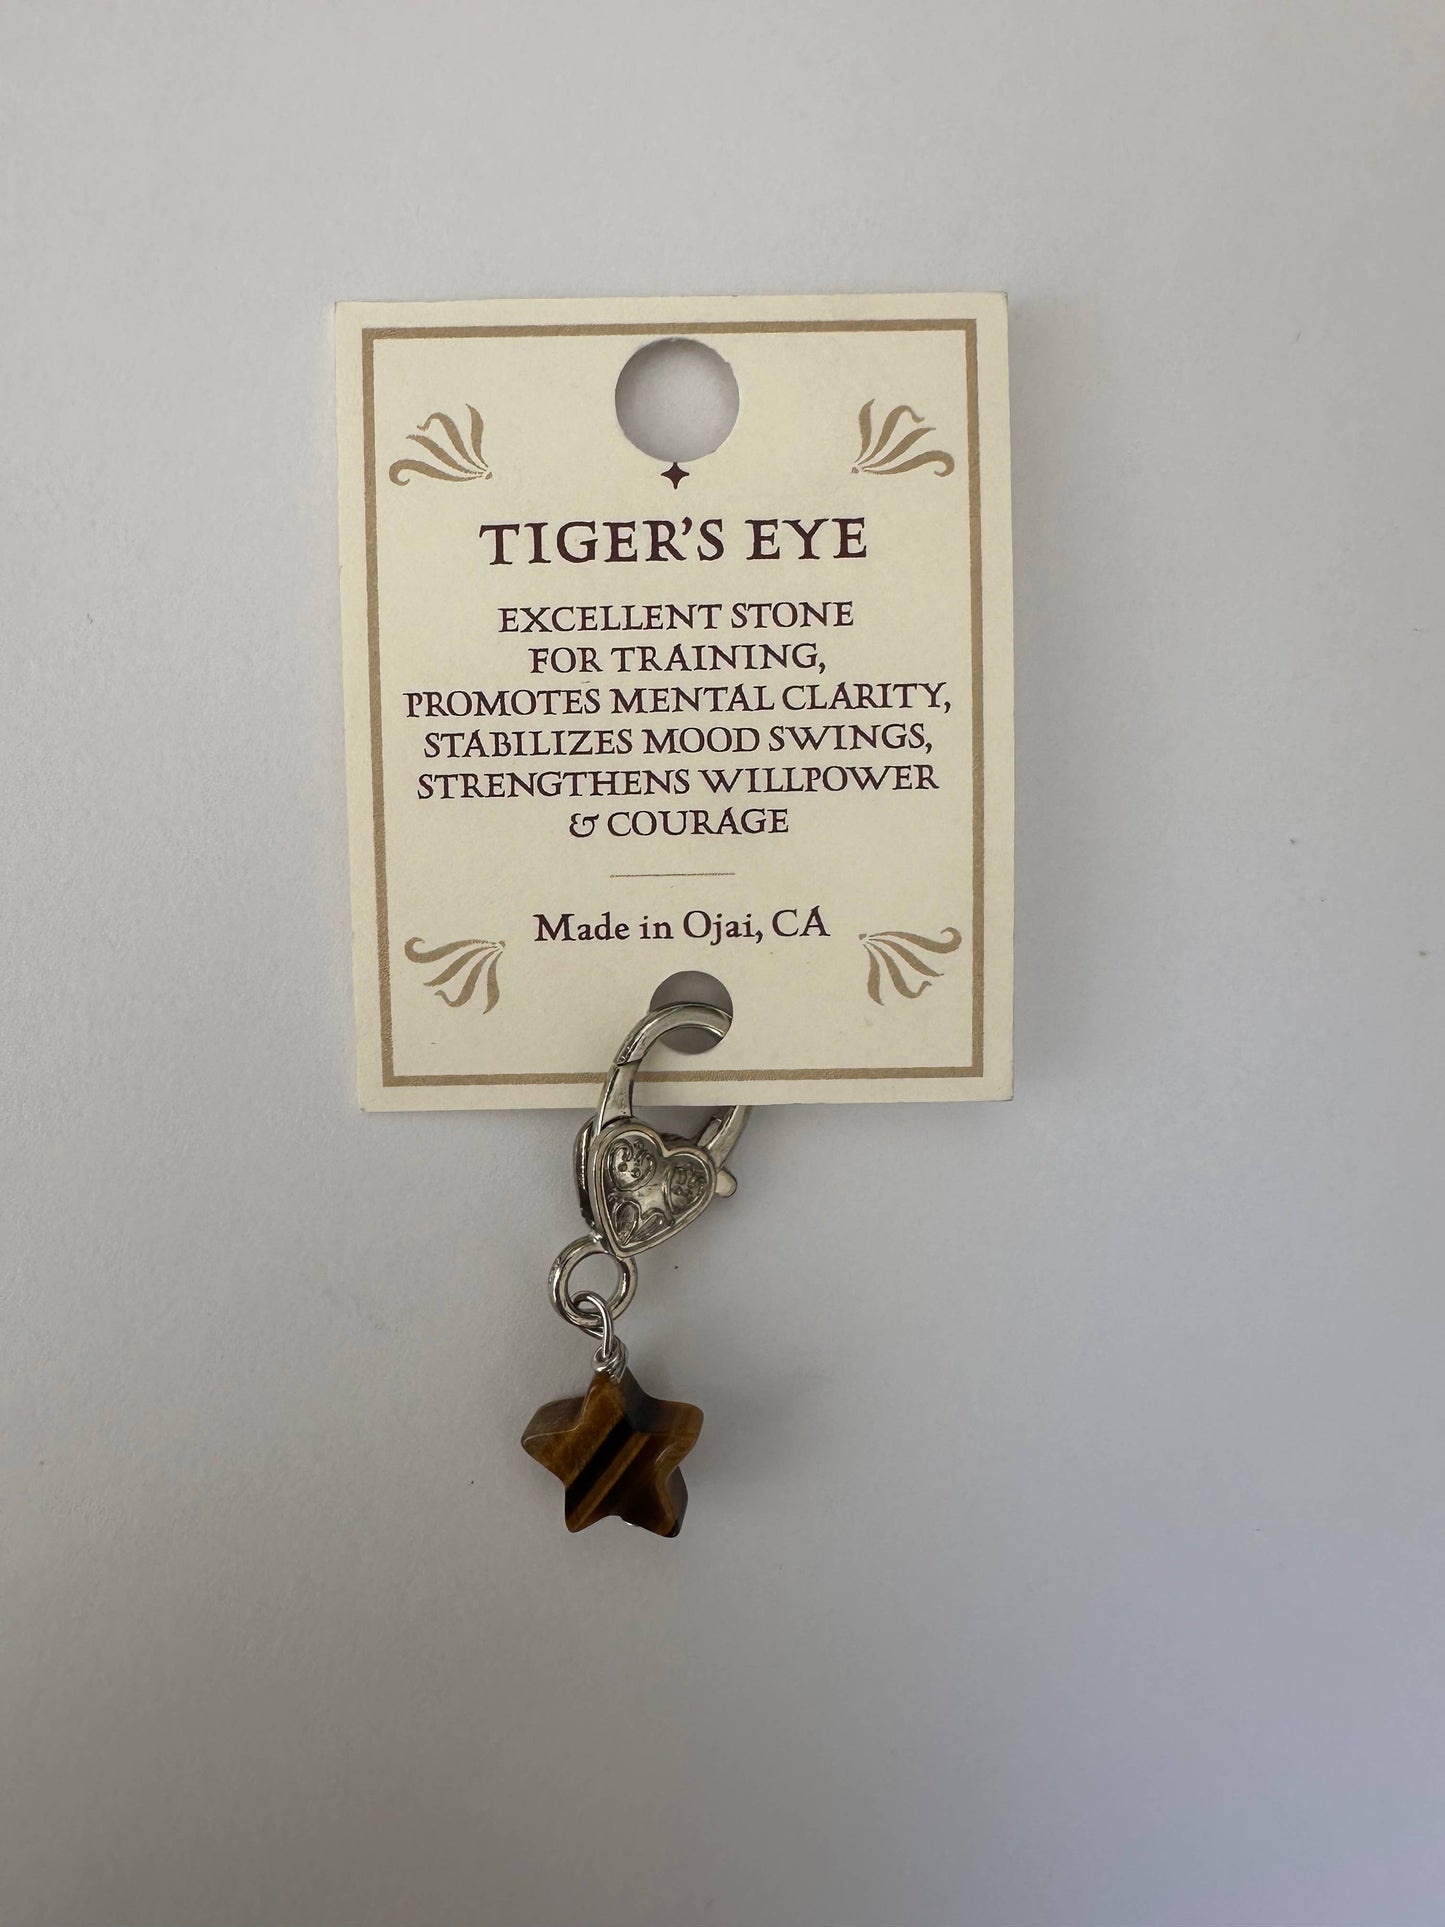 TIGER'S EYE
EXCELLENT STONE
FOR TRAINING,
PROMOTES MENTAL CLARITY,
STABILIZES MOOD SWINGS,
STRENGTHENS WILLPOWER
& COURAGE
Made in Ojai, CA